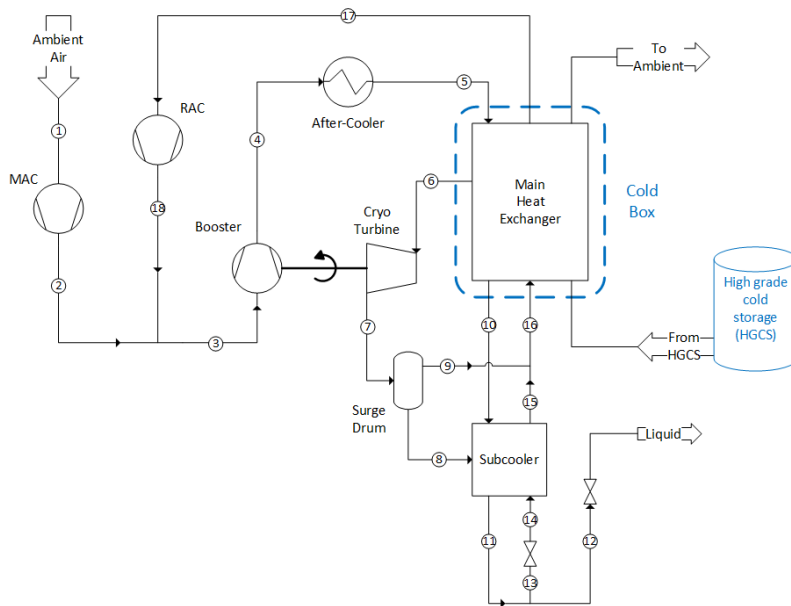 17
Ambient
Air
To
Ambient
RAC
4
5
After-Cooler
1
MAC
18
6
Main
Heat
Exchanger
Cold
Box
Cryo
Turbine
Booster
2
3
7
10
16
High grade
cold
storage
(HGCS)
From
HGCS
9
15
Surge
Drum
Liquid
8
Subcooler
14
11
12
13